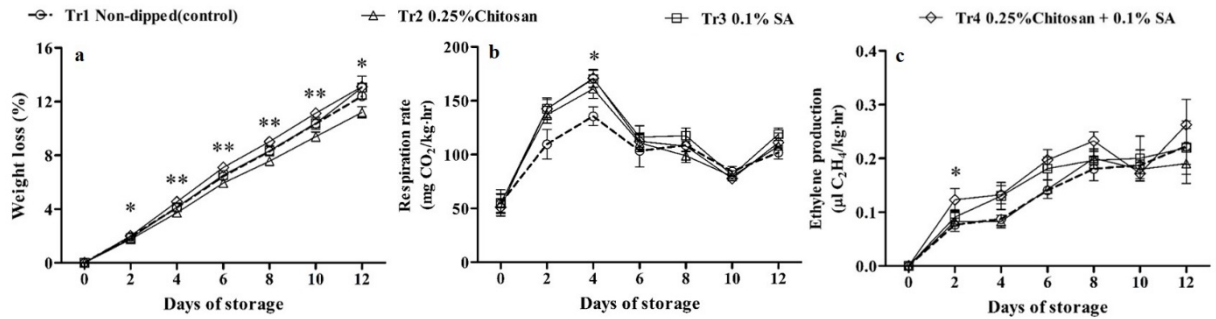 Tr1 Non-dipped(control) Tr2 0.25%Chitosan Tr3 0.1% SA Tr4 0.25%Chitosan + 0.1% SA
a
Weight loss (%)
16
12
8
4
0
* ** ** ** ** *
0 2 4 6 8 10 12
Days of storage
b
Respiration rate
(mg CO₂/kg·hr)
200
150
100
50
0
*
0 2 4 6 8 10 12
Days of storage
c
Ethylene production
(µl C₂H₄/kg·hr)
0.4
0.3
0.2
0.1
0.0
*
0 2 4 6 8 10 12
Days of storage